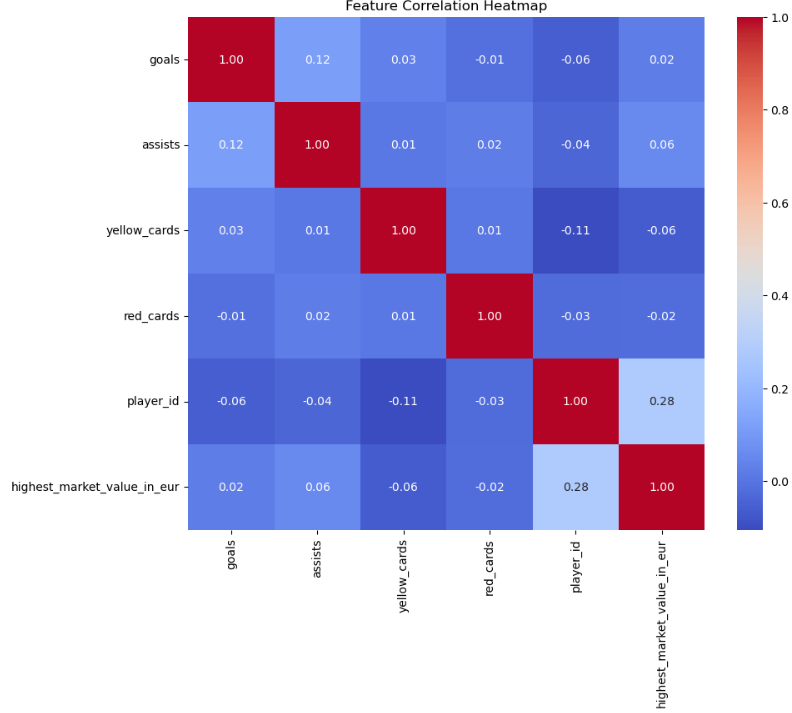 Feature Correlation Heatmap
goals 1.00 0.12 0.03 -0.01 -0.06 0.02
assists 0.12 1.00 0.01 0.02 -0.04 0.06
yellow_cards 0.03 0.01 1.00 0.01 -0.11 -0.06
red_cards -0.01 0.02 0.01 1.00 -0.03 -0.02
player_id -0.06 -0.04 -0.11 -0.03 1.00 0.28
highest_market_value_in_eur 0.02 0.06 -0.06 -0.02 0.28 1.00
goals
assists
yellow_cards
red_cards
player_id
highest_market_value_in_eur
1.0
0.8
0.6
0.4
0.2
0.0